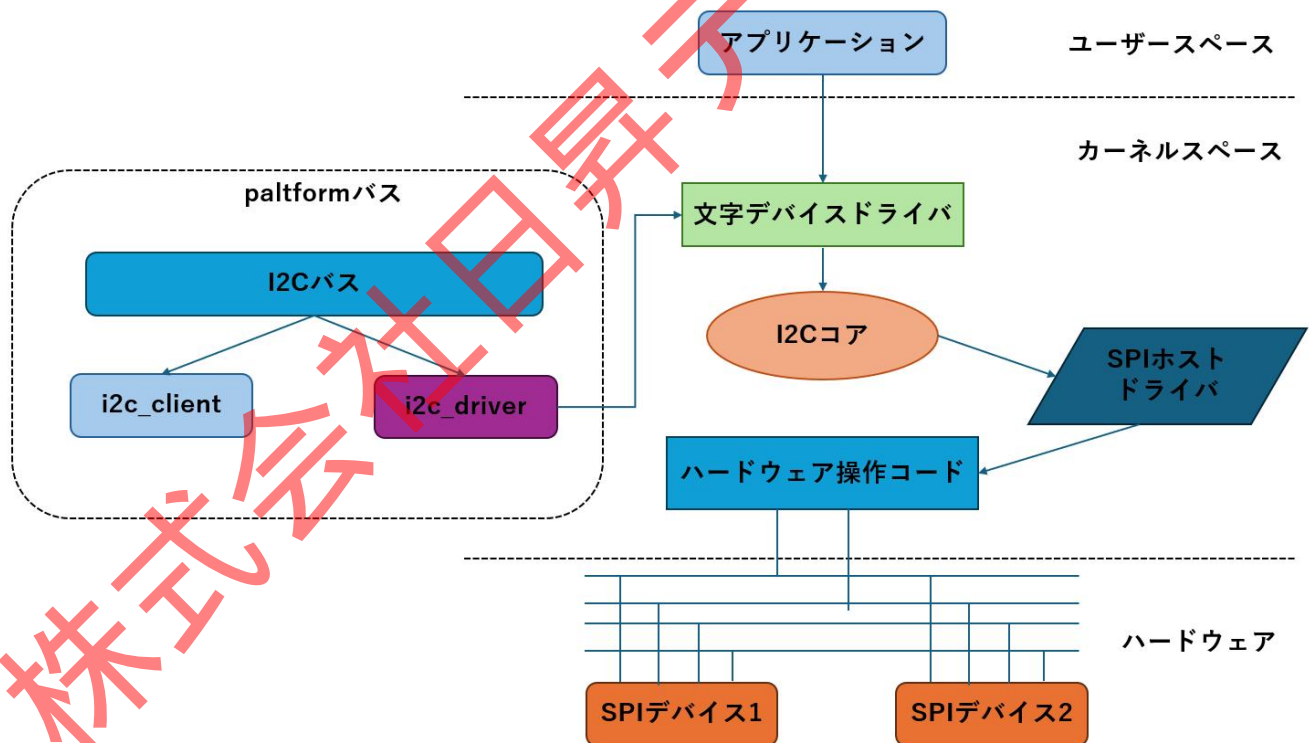 アプリケーション
ユーザースペース
カーネルスペース
paltformバス
文字デバイスドライバ
I2Cバス
I2Cコア
SPIホスト
ドライバ
i2c_client
i2c_driver
ハードウェア操作コード
ハードウェア
SPIデバイス1
SPIデバイス2
株式会社日昇テ